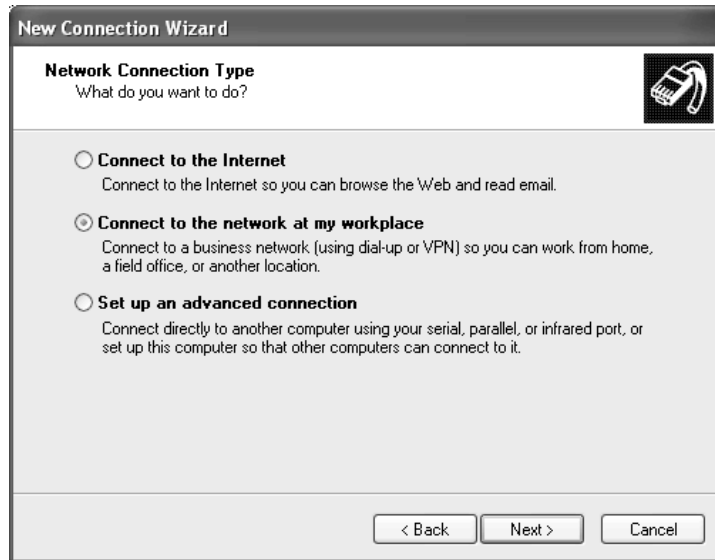 New Connection Wizard
Network Connection Type
What do you want to do?
Connect to the Internet
Connect to the Internet so you can browse the Web and read email.
Connect to the network at my workplace
Connect to a business network (using dial-up or VPN) so you can work from home,
a field office, or another location.
Set up an advanced connection
Connect directly to another computer using your serial, parallel, or infrared port, or
set up this computer so that other computers can connect to it.
< Back
Next >
Cancel